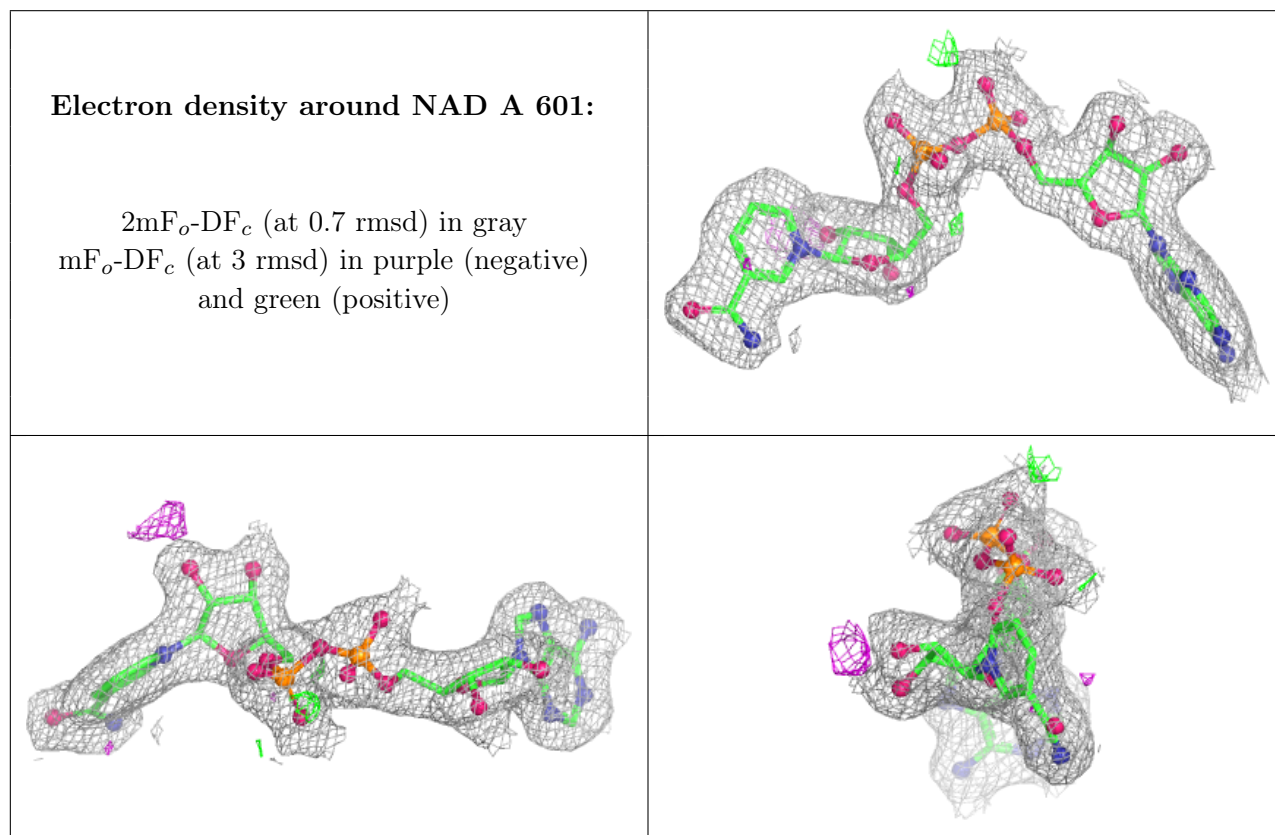 Electron density around NAD A 601:
2mFo-DFc (at 0.7 rmsd) in gray
mFo-DFc (at 3 rmsd) in purple (negative)
and green (positive)